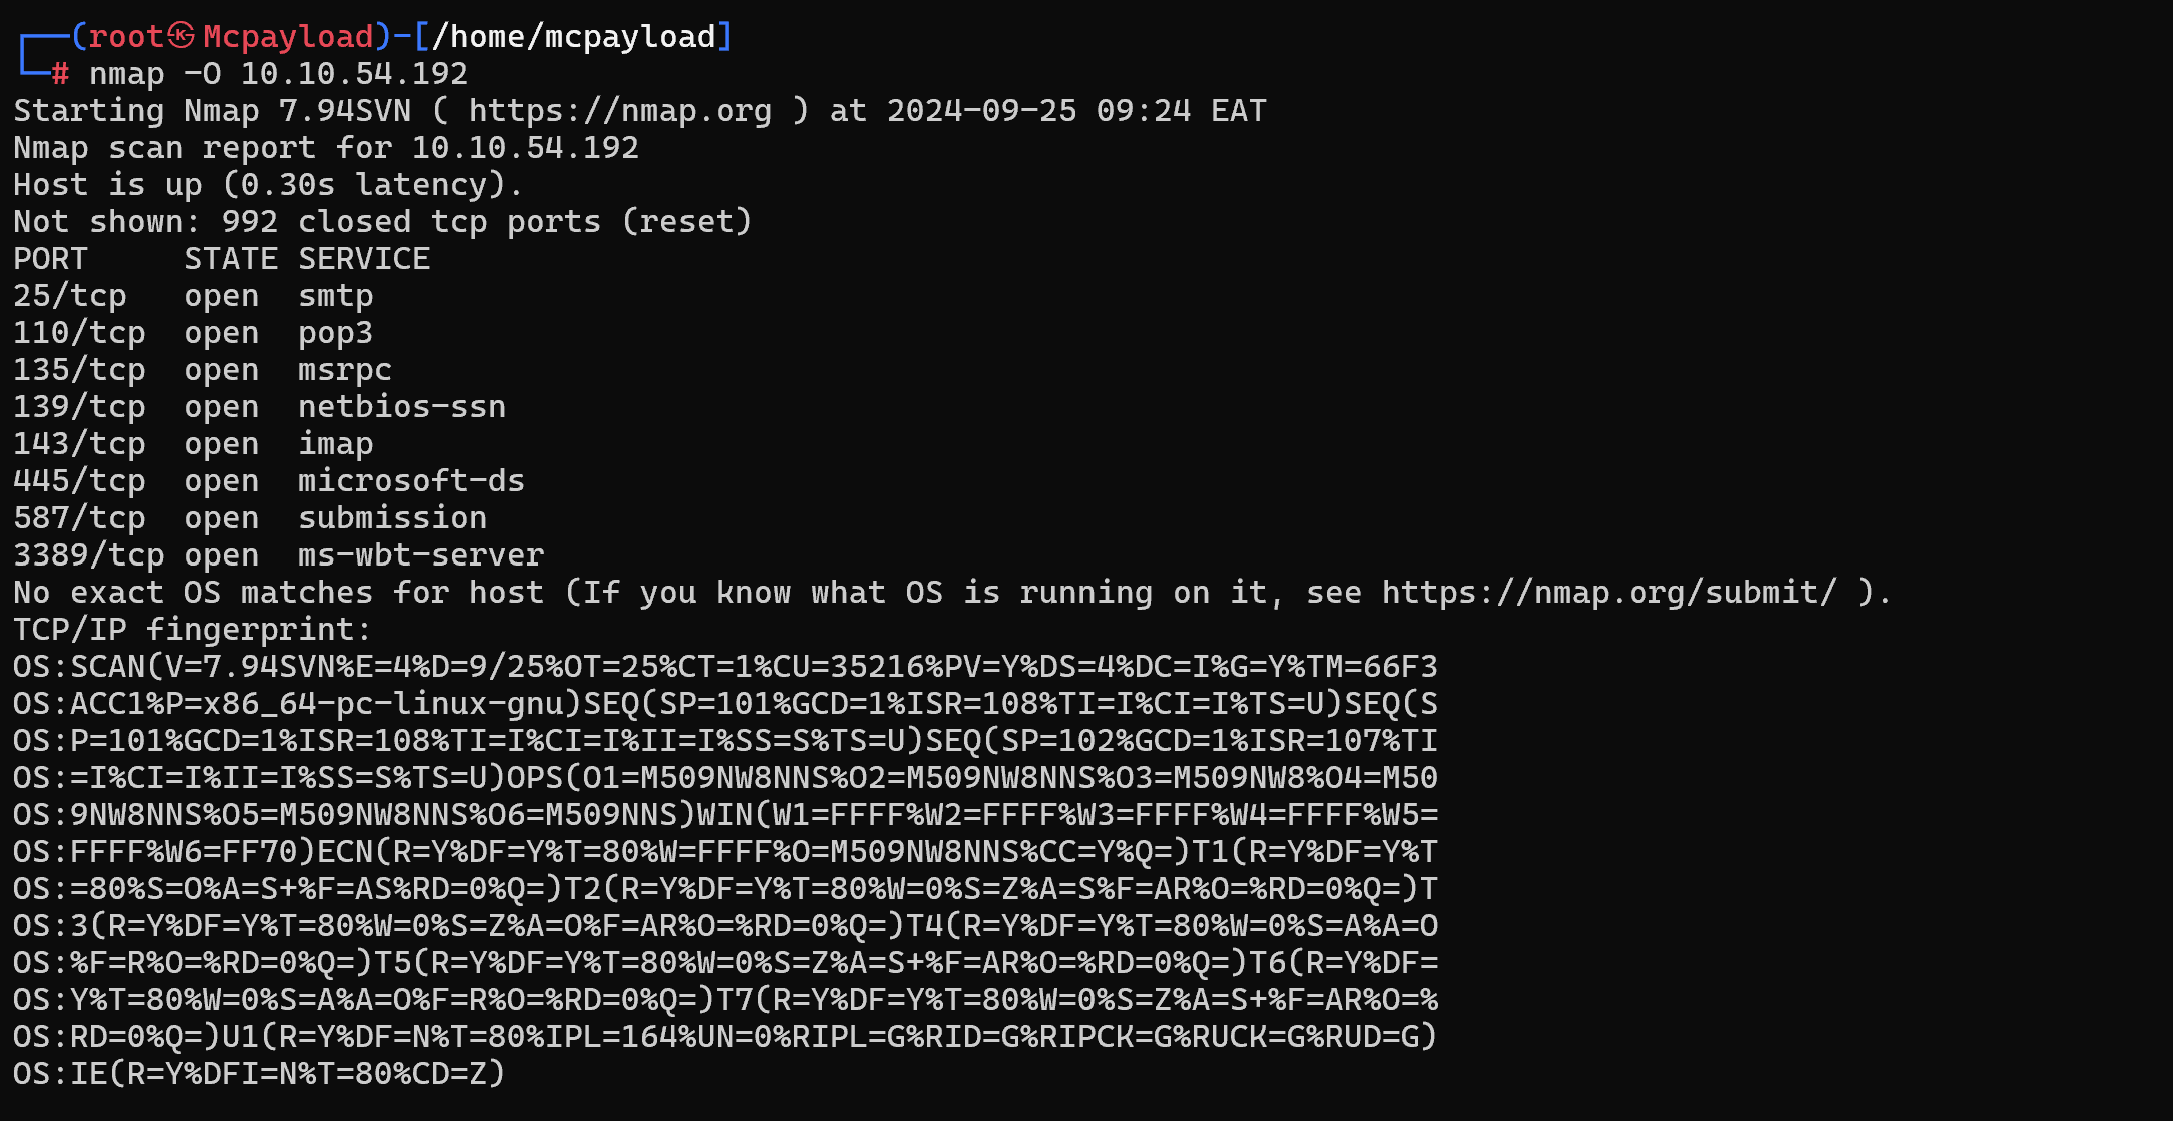 ┌──(root㉿Mcpayload)-[/home/mcpayload]
└─# nmap -O 10.10.54.192
Starting Nmap 7.94SVN ( https://nmap.org ) at 2024-09-25 09:24 EAT
Nmap scan report for 10.10.54.192
Host is up (0.30s latency).
Not shown: 992 closed tcp ports (reset)
PORT     STATE SERVICE
25/tcp   open  smtp
110/tcp  open  pop3
135/tcp  open  msrpc
139/tcp  open  netbios-ssn
143/tcp  open  imap
445/tcp  open  microsoft-ds
587/tcp  open  submission
3389/tcp open  ms-wbt-server
No exact OS matches for host (If you know what OS is running on it, see https://nmap.org/submit/ ).
TCP/IP fingerprint:
OS:SCAN(V=7.94SVN%E=4%D=9/25%OT=25%CT=1%CU=35216%PV=Y%DS=4%DC=I%G=Y%TM=66F3
OS:ACC1%P=x86_64-pc-linux-gnu)SEQ(SP=101%GCD=1%ISR=108%TI=I%CI=I%TS=U)SEQ(S
OS:P=101%GCD=1%ISR=108%TI=I%CI=I%II=I%SS=S%TS=U)SEQ(SP=102%GCD=1%ISR=107%TI
OS:=I%CI=I%II=I%SS=S%TS=U)OPS(O1=M509NW8NNS%O2=M509NW8NNS%O3=M509NW8%O4=M50
OS:9NW8NNS%O5=M509NW8NNS%O6=M509NNS)WIN(W1=FFFF%W2=FFFF%W3=FFFF%W4=FFFF%W5=
OS:FFFF%W6=FF70)ECN(R=Y%DF=Y%T=80%W=FFFF%O=M509NW8NNS%CC=Y%Q=)T1(R=Y%DF=Y%T
OS:=80%S=O%A=S+%F=AS%RD=0%Q=)T2(R=Y%DF=Y%T=80%W=0%S=Z%A=S%F=AR%O=%RD=0%Q=)T
OS:3(R=Y%DF=Y%T=80%W=0%S=Z%A=O%F=AR%O=%RD=0%Q=)T4(R=Y%DF=Y%T=80%W=0%S=A%A=O
OS:%F=R%O=%RD=0%Q=)T5(R=Y%DF=Y%T=80%W=0%S=Z%A=S+%F=AR%O=%RD=0%Q=)T6(R=Y%DF=
OS:Y%T=80%W=0%S=A%A=O%F=R%O=%RD=0%Q=)T7(R=Y%DF=Y%T=80%W=0%S=Z%A=S+%F=AR%O=%
OS:RD=0%Q=)U1(R=Y%DF=N%T=80%IPL=164%UN=0%RIPL=G%RID=G%RIPCK=G%RUCK=G%RUD=G)
OS:IE(R=Y%DFI=N%T=80%CD=Z)